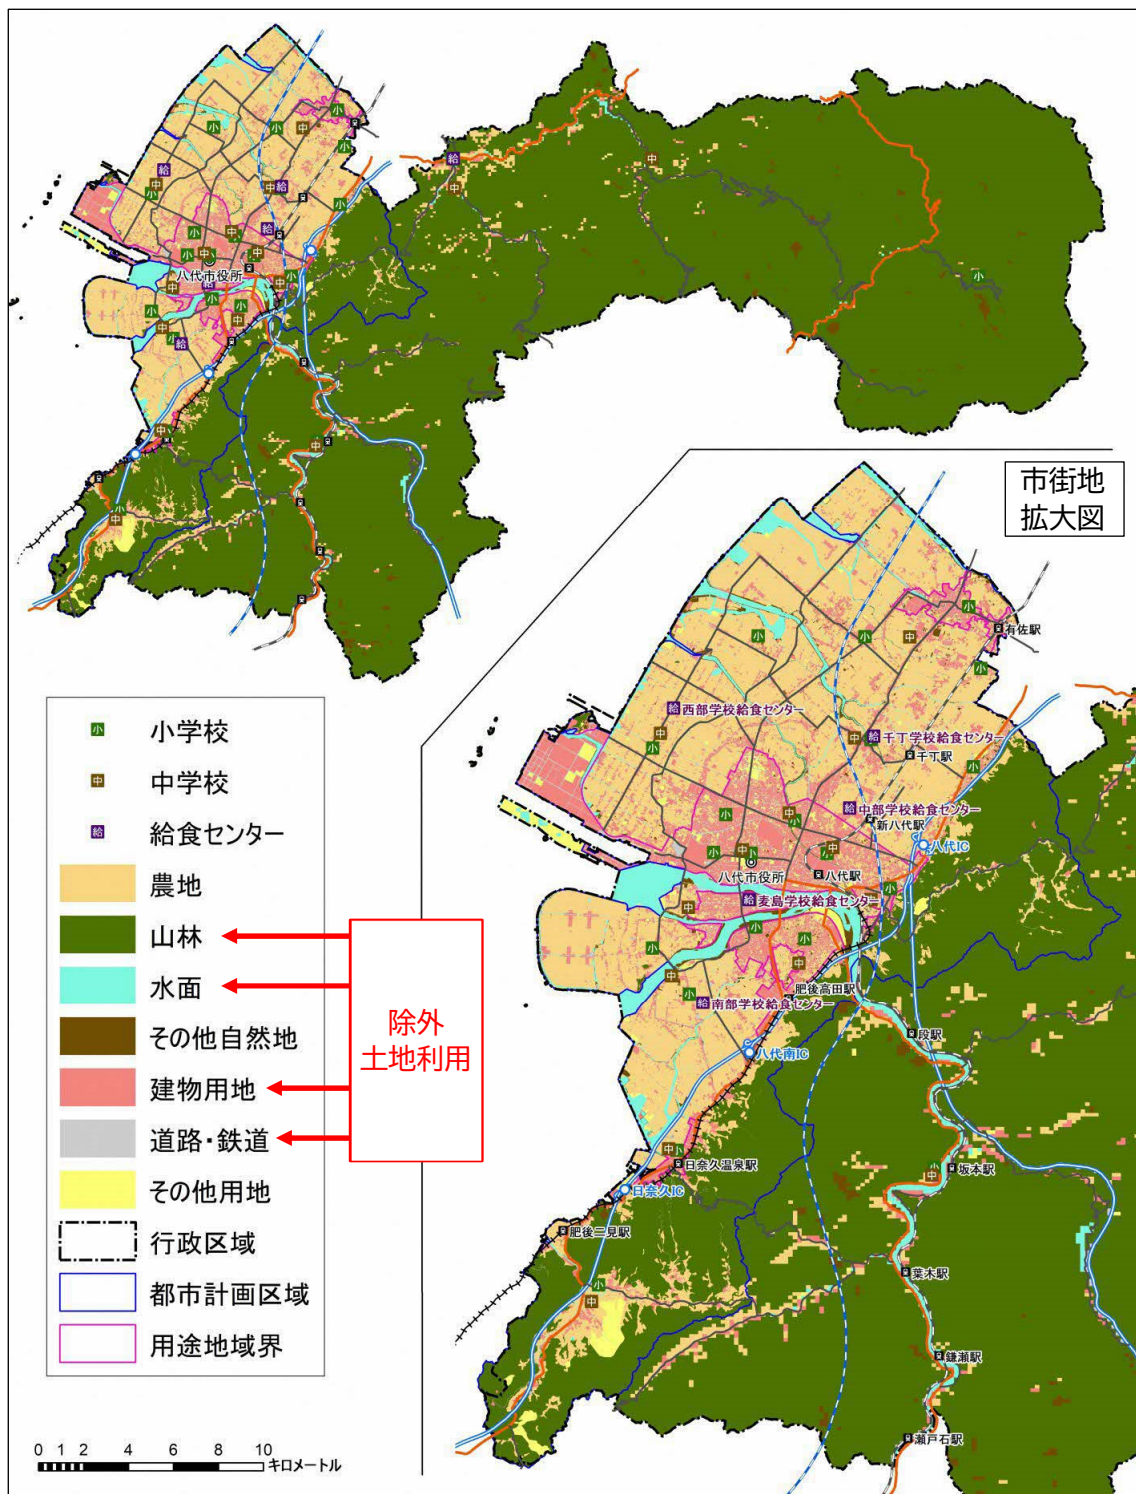 八代市役所
市街地
拡大図
有佐駅
西部学校給食センター
千丁学校給食センター
千丁駅
中部学校給食センター
新八代駅
八代IC
八代市役所
八代駅
麦島学校給食センター
肥後高田駅
南部学校給食センター
段駅
八代南IC
日奈久温泉駅
坂本駅
日奈久IC
肥後二見駅
葉木駅
鎌瀬駅
瀬戸石駅
小 小学校
中 中学校
給 給食センター
農地
山林
水面
その他自然地
建物用地
道路・鉄道
その他用地
行政区域
都市計画区域
用途地域界
除外
土地利用
0 1 2 4 6 8 10
キロメートル